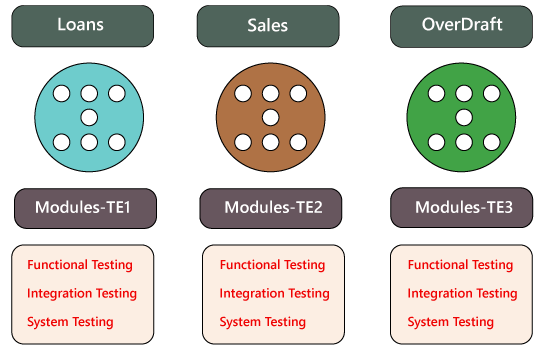 Loans
Sales
OverDraft
Modules-TE1
Modules-TE2
Modules-TE3
Functional Testing
Integration Testing
System Testing
Functional Testing
Integration Testing
System Testing
Functional Testing
Integration Testing
System Testing